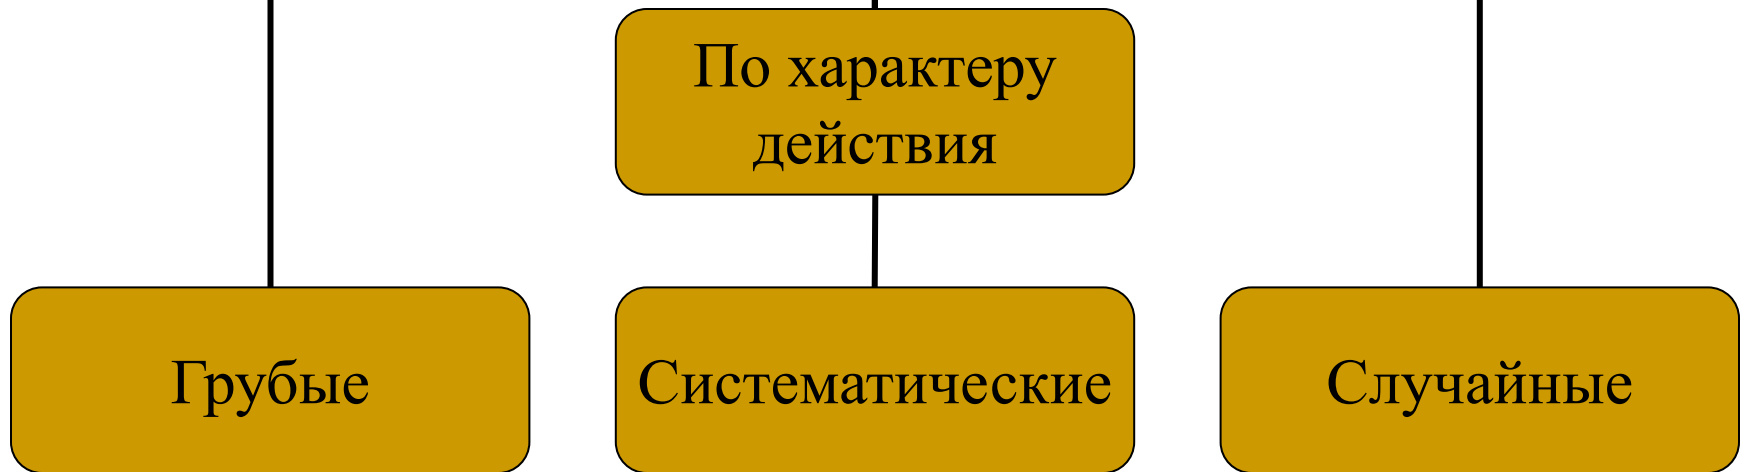 По характеру
действия
Грубые
Систематические
Случайные